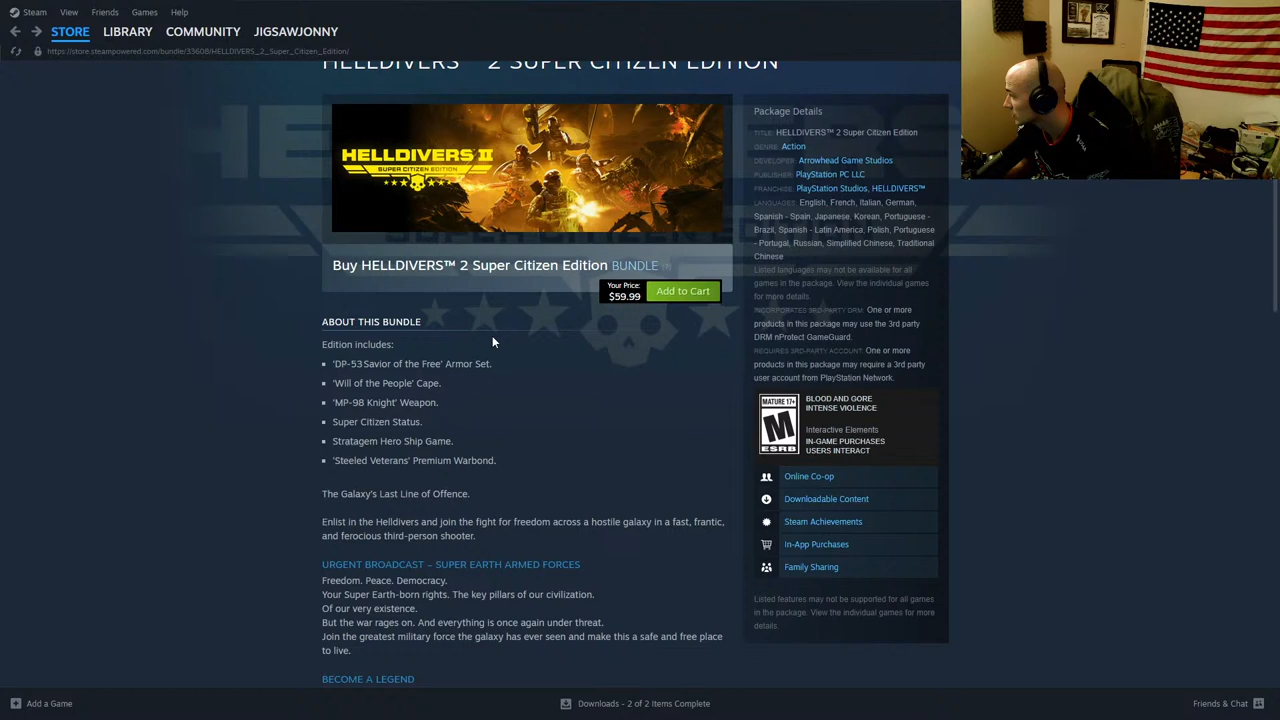 Steam View Friends Games Help
STORE LIBRARY COMMUNITY JIGSAWJONNY
https://store.steampowered.com/bundle/33608/HELLDIVERS_2_Super_Citizen_Edition/
HELLDIVERS™ 2 SUPER CITIZEN EDITION
HELLDIVERS II
SUPER CITIZEN EDITION
Buy HELLDIVERS™ 2 Super Citizen Edition BUNDLE (?)
Your Price:
$59.99
Add to Cart
ABOUT THIS BUNDLE
Edition includes:
‘DP-53 Savior of the Free’ Armor Set.
‘Will of the People’ Cape.
‘MP-98 Knight’ Weapon.
Super Citizen Status.
Stratagem Hero Ship Game.
‘Steeled Veterans’ Premium Warbond.
The Galaxy’s Last Line of Offence.
Enlist in the Helldivers and join the fight for freedom across a hostile galaxy in a fast, frantic,
and ferocious third-person shooter.
URGENT BROADCAST – SUPER EARTH ARMED FORCES
Freedom. Peace. Democracy.
Your Super Earth-born rights. The key pillars of our civilization.
Of our very existence.
But the war rages on. And everything is once again under threat.
Join the greatest military force the galaxy has ever seen and make this a safe and free place
to live.
BECOME A LEGEND
Package Details
TITLE: HELLDIVERS™ 2 Super Citizen Edition
GENRE: Action
DEVELOPER: Arrowhead Game Studios
PUBLISHER: PlayStation PC LLC
FRANCHISE: PlayStation Studios, HELLDIVERS™
LANGUAGES: English, French, Italian, German,
Spanish - Spain, Japanese, Korean, Portuguese -
Brazil, Spanish - Latin America, Polish, Portuguese
- Portugal, Russian, Simplified Chinese, Traditional
Chinese
Listed languages may not be available for all
games in the package. View the individual games
for more details.
INCORPORATES 3RD-PARTY DRM: One or more
products in this package may use the 3rd party
DRM nProtect GameGuard.
REQUIRES 3RD-PARTY ACCOUNT: One or more
products in this package may require a 3rd party
user account from PlayStation Network.
MATURE 17+
M
ESRB
BLOOD AND GORE
INTENSE VIOLENCE
Interactive Elements
IN-GAME PURCHASES
USERS INTERACT
Online Co-op
Downloadable Content
Steam Achievements
In-App Purchases
Family Sharing
Listed features may not be supported for all games
in the package. View the individual games for more
details.
Add a Game
Downloads - 2 of 2 Items Complete
Friends & Chat